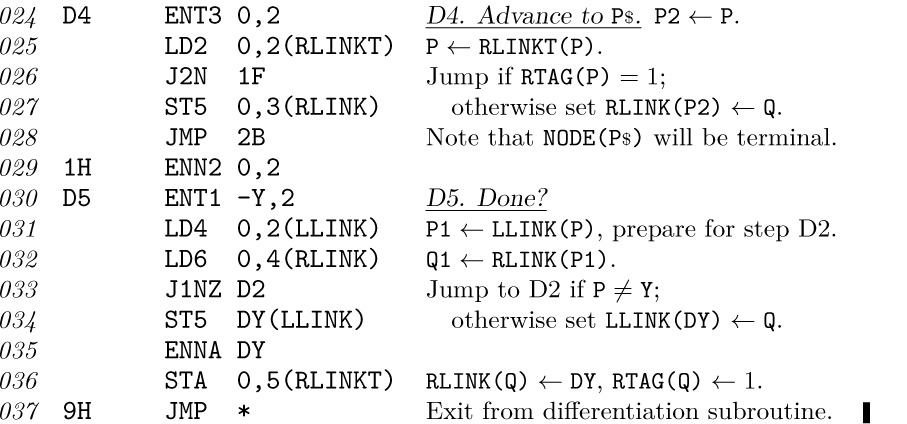 024 D4 ENT3 0,2 D4. Advance to P$. P2 ← P.
025 LD2 0,2(RLINKT) P ← RLINKT(P).
026 J2N 1F Jump if RTAG(P) = 1;
027 ST5 0,3(RLINK) otherwise set RLINK(P2) ← Q.
028 JMP 2B Note that NODE(P$) will be terminal.
029 1H ENN2 0,2
030 D5 ENT1 -Y,2 D5. Done?
031 LD4 0,2(LLINK) P1 ← LLINK(P), prepare for step D2.
032 LD6 0,4(RLINK) Q1 ← RLINK(P1).
033 J1NZ D2 Jump to D2 if P ≠ Y;
034 ST5 DY(LLINK) otherwise set LLINK(DY) ← Q.
035 ENNA DY
036 STA 0,5(RLINKT) RLINK(Q) ← DY, RTAG(Q) ← 1.
037 9H JMP * Exit from differentiation subroutine. ▮